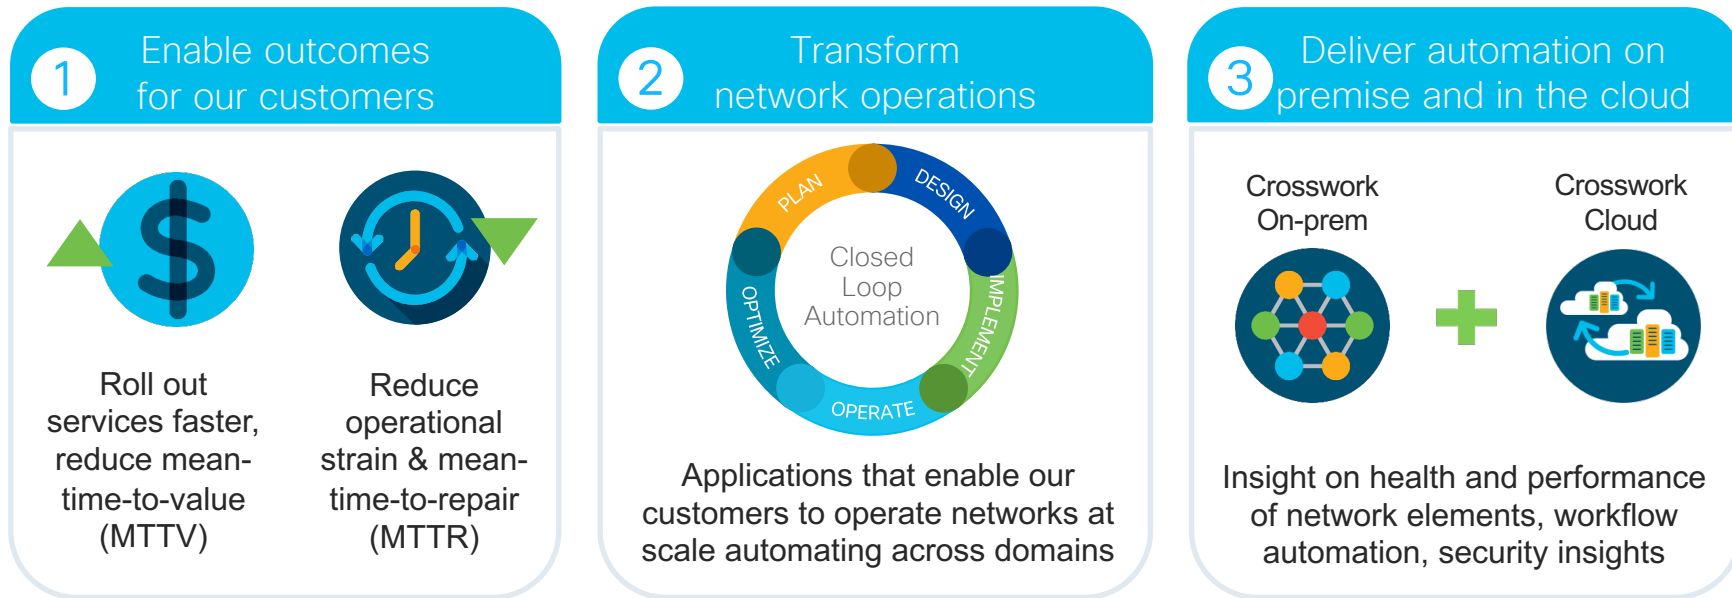 1
Enable outcomes
for our customers
Roll out
services faster,
reduce mean-
time-to-value
(MTTV)
Reduce
operational
strain & mean-
time-to-repair
(MTTR)
2
Transform
network operations
PLAN
DESIGN
IMPLEMENT
OPERATE
OPTIMIZE
Closed
Loop
Automation
Applications that enable our
customers to operate networks at
scale automating across domains
3
Deliver automation on
premise and in the cloud
Crosswork
On-prem
Crosswork
Cloud
Insight on health and performance
of network elements, workflow
automation, security insights